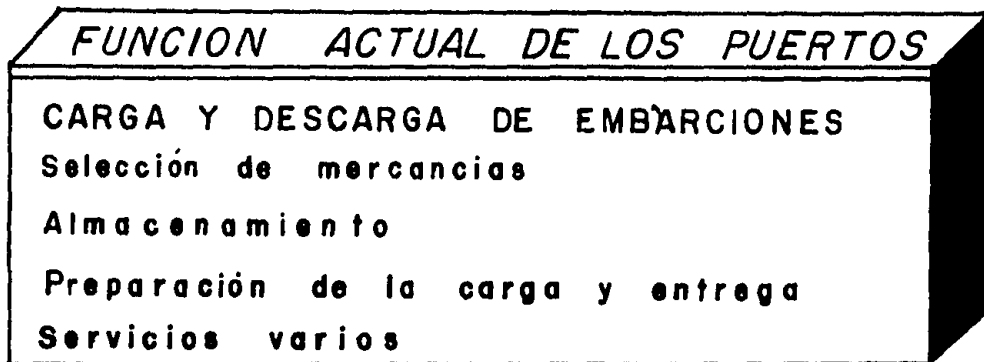 FUNCION ACTUAL DE LOS PUERTOS
CARGA Y DESCARGA DE EMBARCIONES
Selección de mercancias
Almacenamiento
Preparación de la carga y entrega
Servicios varios